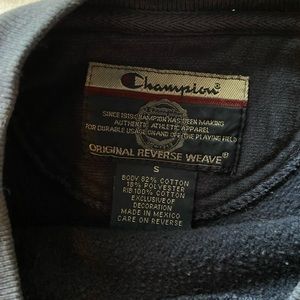 Champion
SINCE 1919 CHAMPION HAS BEEN MAKING
AUTHENTIC ATHLETIC APPAREL
FOR DURABLE USAGE ON AND OFF THE PLAYING FIELD
ORIGINAL REVERSE WEAVE®
S
BODY 82% COTTON
18% POLYESTER
RIB 100% COTTON
EXCLUSIVE OF
DECORATION
MADE IN MEXICO
CARE ON REVERSE